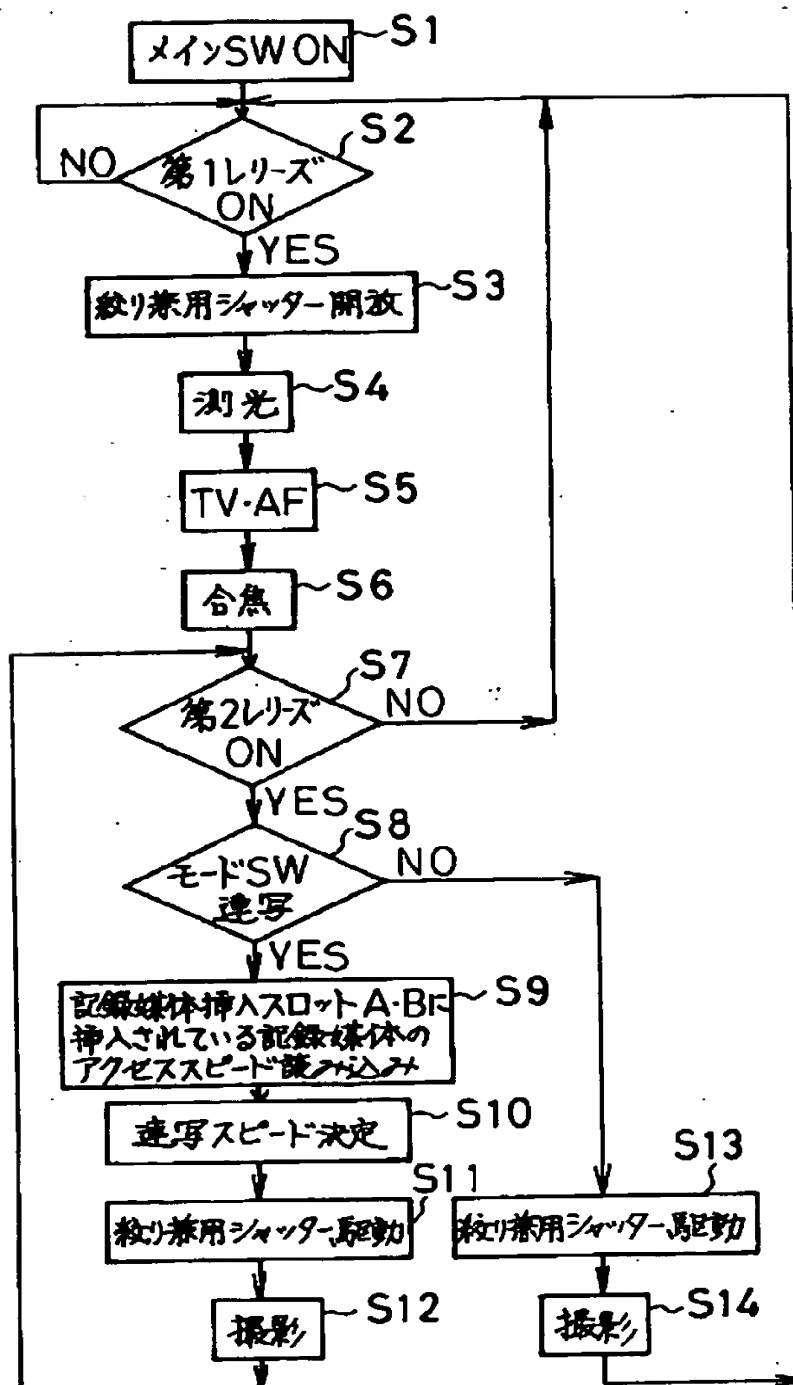 メインSW ON
S1
S2
NO
第1レリーズ
ON
YES
絞り兼用シャッター開放
S3
測光
S4
TV・AF
S5
合焦
S6
S7
第2レリーズ
ON
NO
YES
S8
モードSW
連写
NO
YES
記録媒体挿入スロットA・Bに
挿入されている記録媒体の
アクセススピード読み込み
S9
連写スピード決定
S10
S11
絞り兼用シャッター駆動
S13
絞り兼用シャッター駆動
撮影
S12
撮影
S14